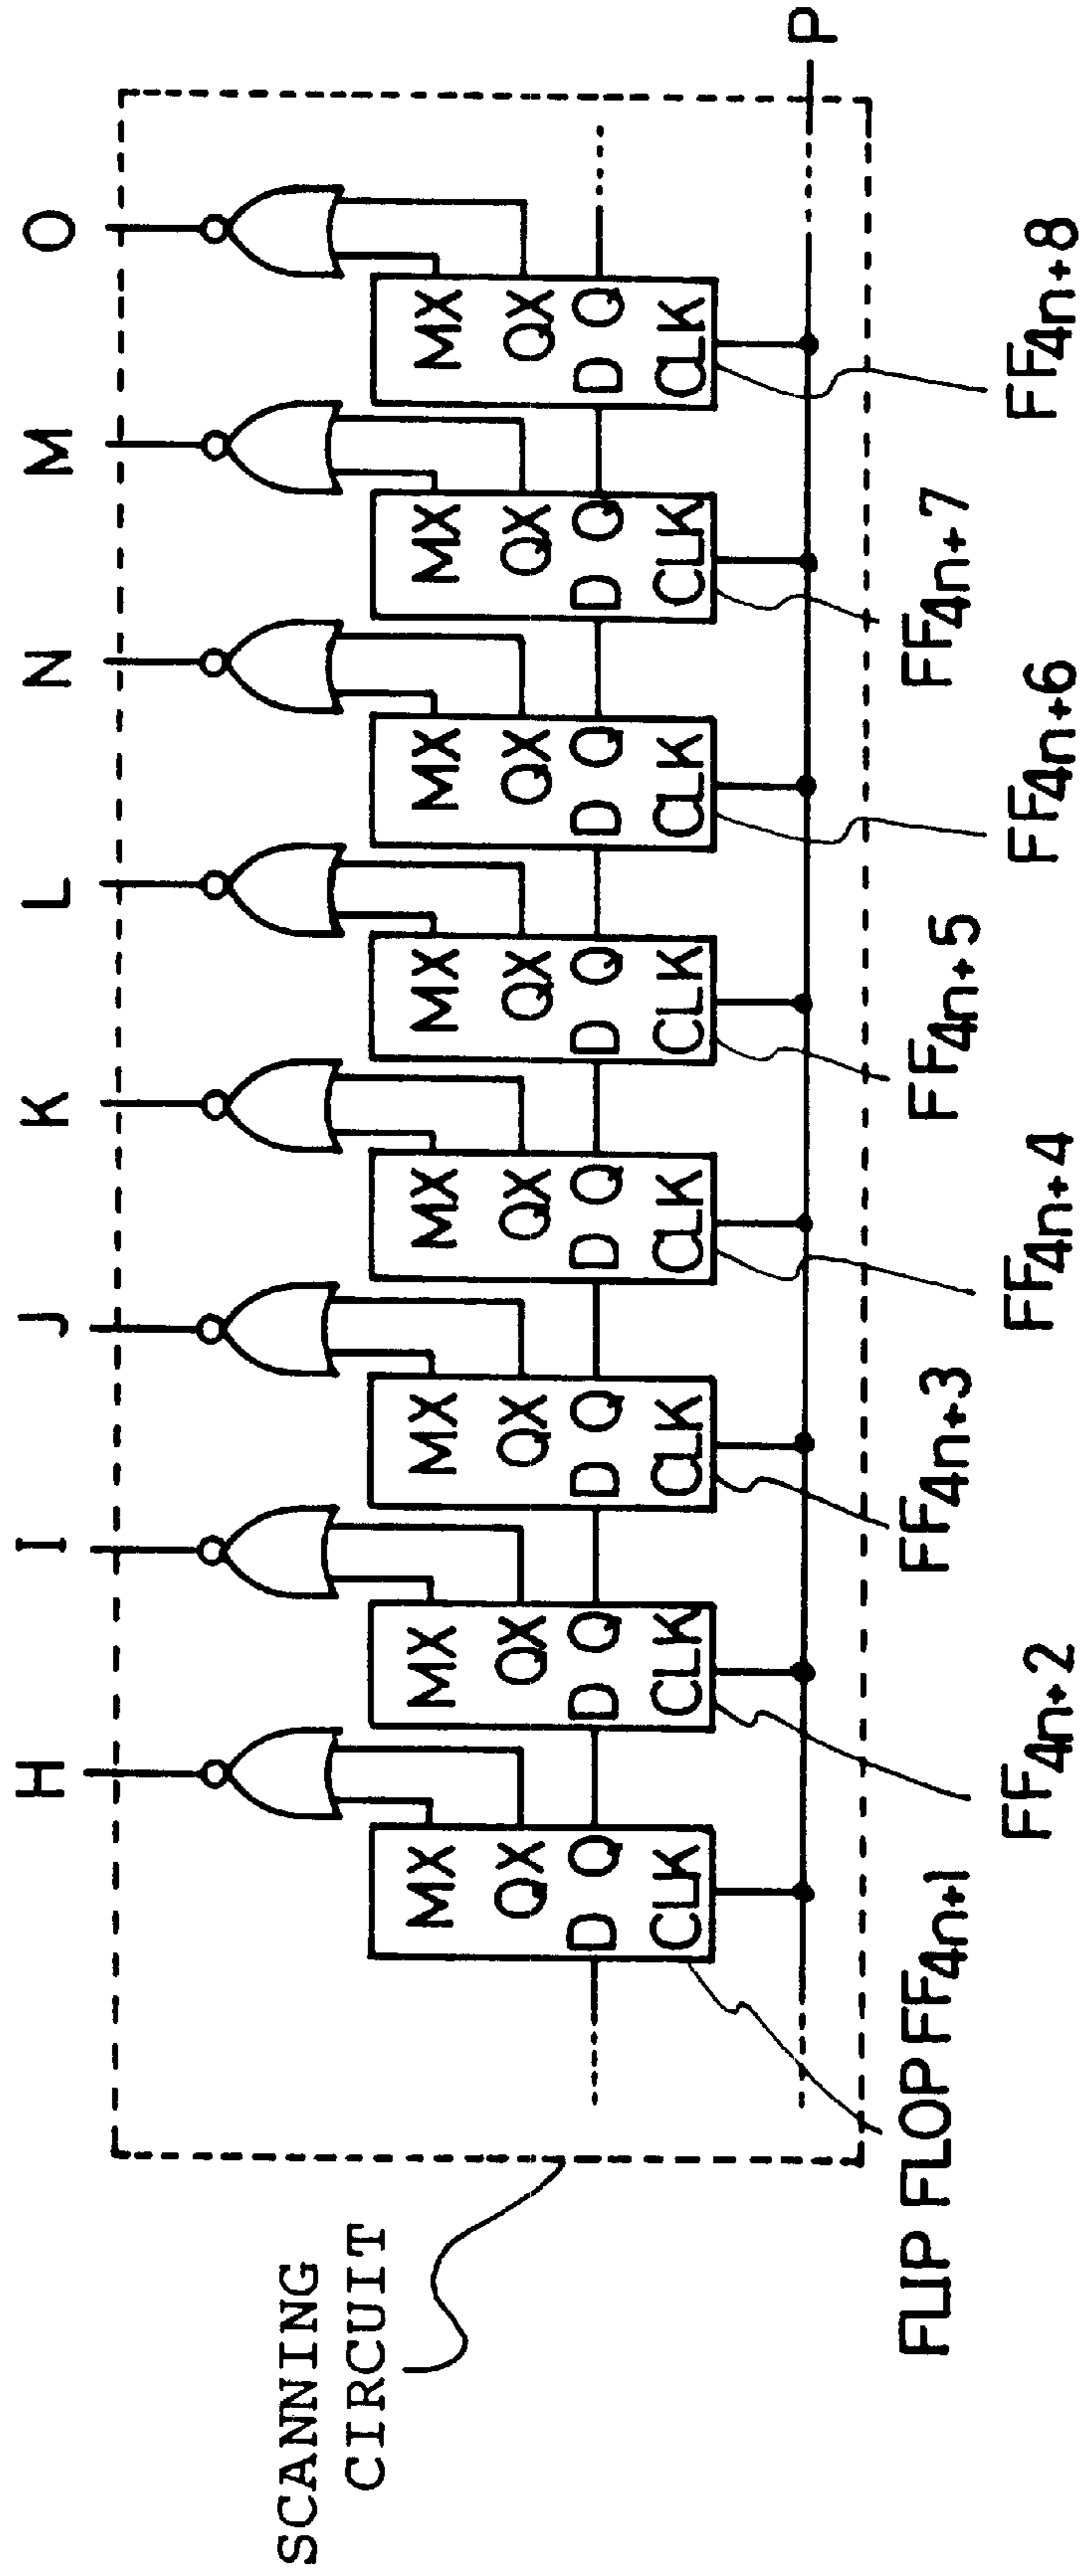 H I J K L N M O
MX MX MX MX MX MX MX MX
QX QX QX QX QX QX QX QX
D Q D Q D Q D Q D Q D Q D Q D Q
CLK CLK CLK CLK CLK CLK CLK CLK
P
SCANNING
CIRCUIT
FLIP FLOP FF4n+1
FF4n+2
FF4n+3
FF4n+4
FF4n+5
FF4n+6
FF4n+7
FF4n+8